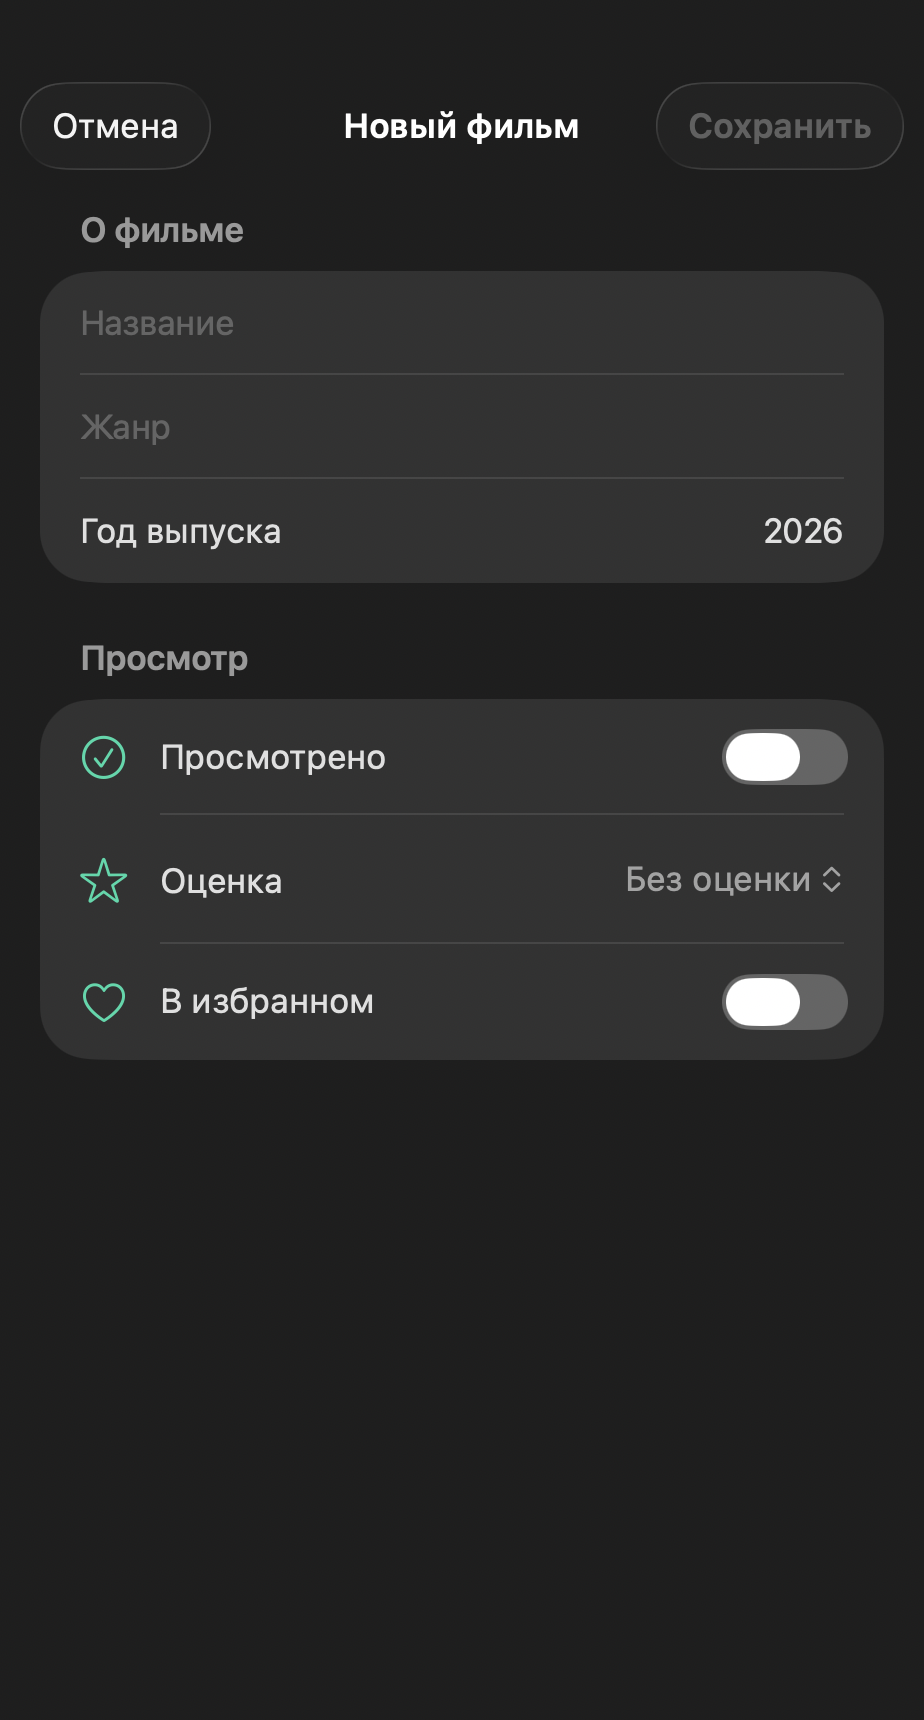 Отмена
Новый фильм
Сохранить
О фильме
Название
Жанр
Год выпуска 2026
Просмотр
Просмотрено
Оценка Без оценки
В избранном